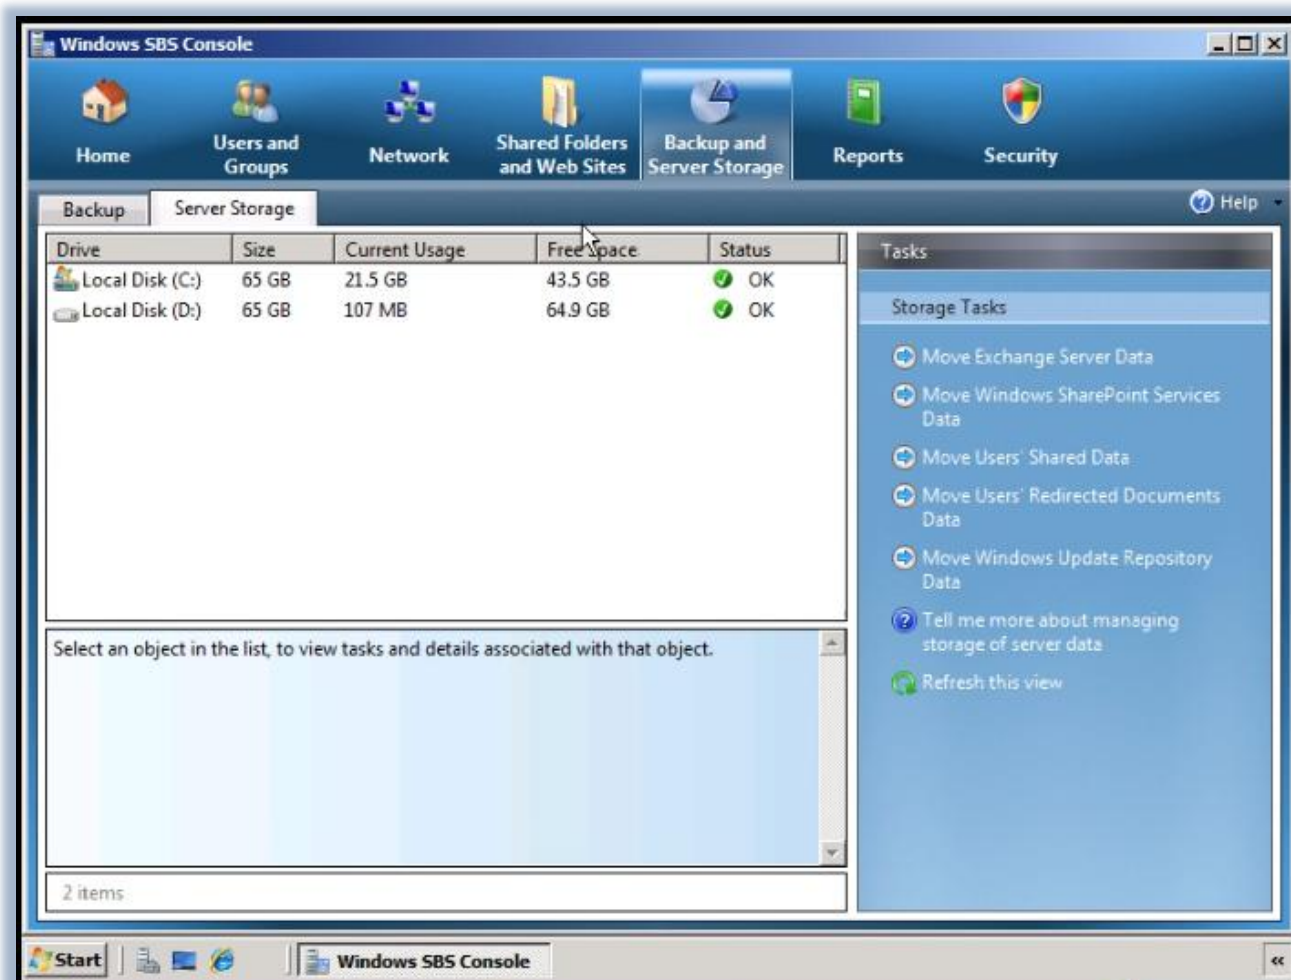 Windows SBS Console
Home
Users and
Groups
Network
Shared Folders
and Web Sites
Backup and
Server Storage
Reports
Security
Backup
Server Storage
Help
Drive Size Current Usage Free Space Status
Local Disk (C:) 65 GB 21.5 GB 43.5 GB OK
Local Disk (D:) 65 GB 107 MB 64.9 GB OK
Select an object in the list, to view tasks and details associated with that object.
2 items
Tasks
Storage Tasks
Move Exchange Server Data
Move Windows SharePoint Services
Data
Move Users' Shared Data
Move Users' Redirected Documents
Data
Move Windows Update Repository
Data
Tell me more about managing
storage of server data
Refresh this view
Start
Windows SBS Console